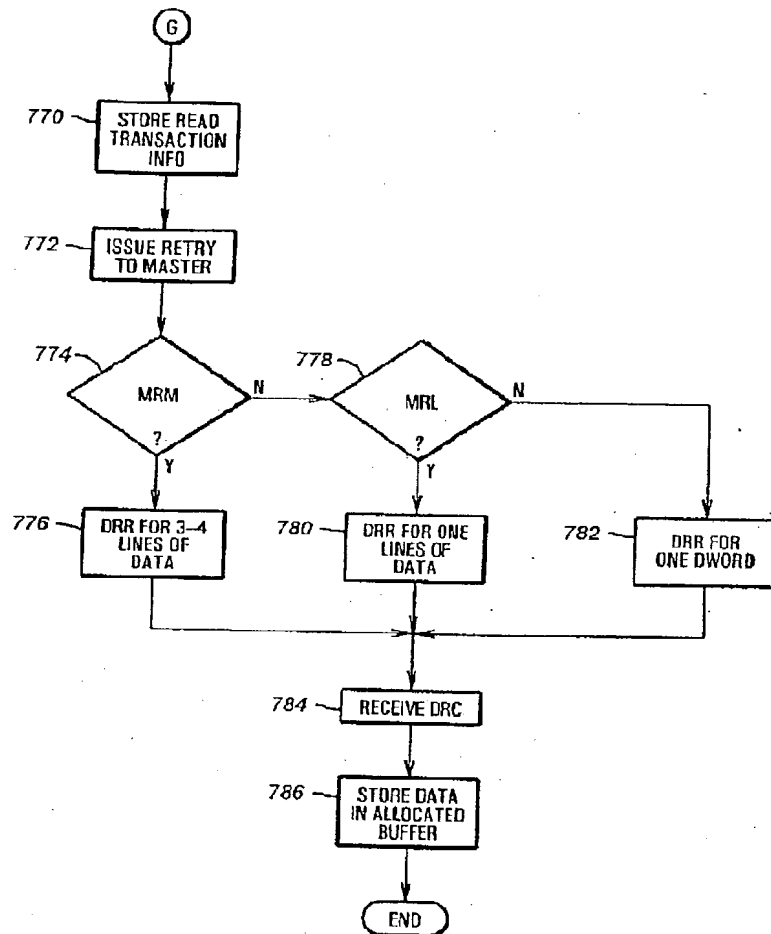 G
770
STORE READ
TRANSACTION
INFO
772
ISSUE RETRY
TO MASTER
774
MRM
?
N
Y
778
MRL
?
N
Y
776
DRR FOR 3-4
LINES OF
DATA
780
DRR FOR ONE
LINES OF
DATA
782
DRR FOR
ONE DWORD
784
RECEIVE DRC
786
STORE DATA
IN ALLOCATED
BUFFER
END